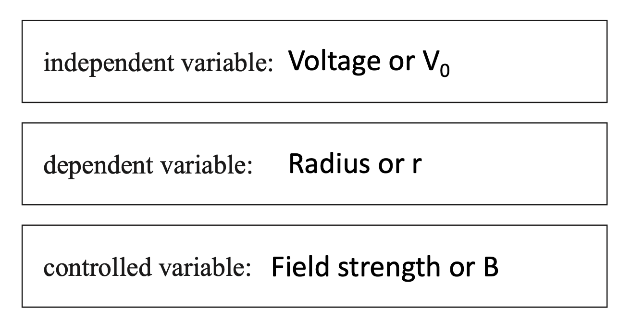 independent variable: Voltage or V₀
dependent variable: Radius or r
controlled variable: Field strength or B